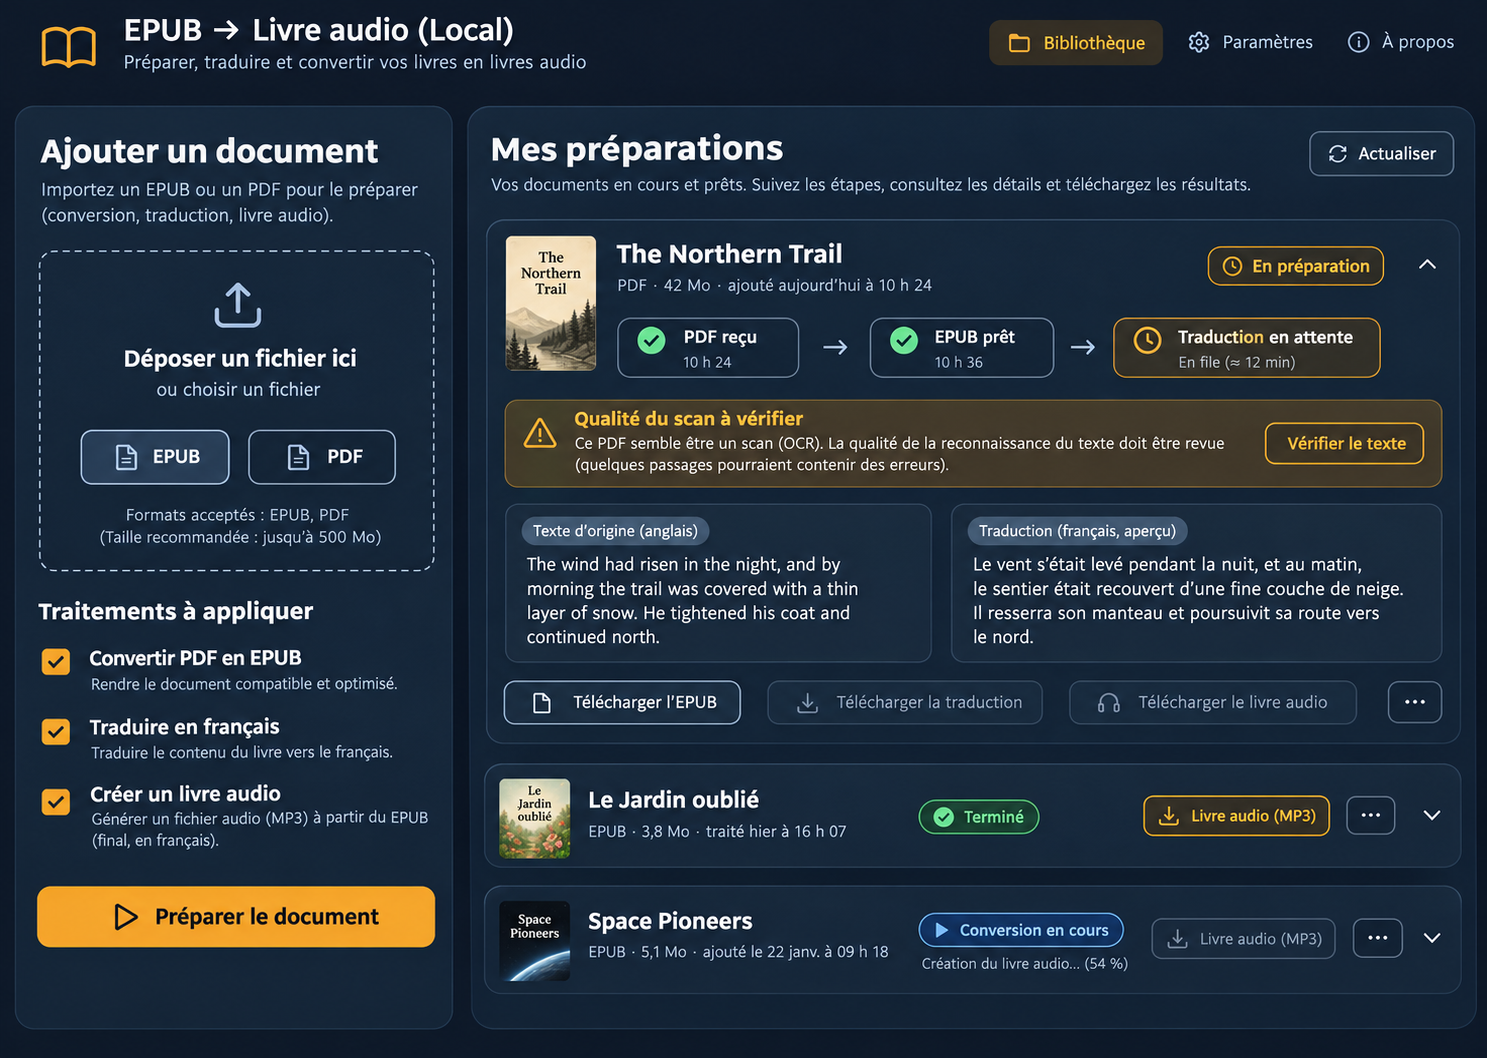 EPUB → Livre audio (Local)
Préparer, traduire et convertir vos livres en livres audio
Bibliothèque
Paramètres
À propos
Ajouter un document
Importez un EPUB ou un PDF pour le préparer
(conversion, traduction, livre audio).
Déposer un fichier ici
ou choisir un fichier
EPUB
PDF
Formats acceptés : EPUB, PDF
(Taille recommandée : jusqu'à 500 Mo)
Traitements à appliquer
Convertir PDF en EPUB
Rendre le document compatible et optimisé.
Traduire en français
Traduire le contenu du livre vers le français.
Créer un livre audio
Générer un fichier audio (MP3) à partir du EPUB
(final, en français).
Préparer le document
Mes préparations
Vos documents en cours et prêts. Suivez les étapes, consultez les détails et téléchargez les résultats.
Actualiser
The
Northern
Trail
The Northern Trail
PDF · 42 Mo · ajouté aujourd'hui à 10 h 24
En préparation
PDF reçu
10 h 24
→
EPUB prêt
10 h 36
→
Traduction en attente
En file (≈ 12 min)
Qualité du scan à vérifier
Ce PDF semble être un scan (OCR). La qualité de la reconnaissance du texte doit être revue
(quelques passages pourraient contenir des erreurs).
Vérifier le texte
Texte d'origine (anglais)
The wind had risen in the night, and by
morning the trail was covered with a thin
layer of snow. He tightened his coat and
continued north.
Traduction (français, aperçu)
Le vent s'était levé pendant la nuit, et au matin,
le sentier était recouvert d'une fine couche de neige.
Il resserra son manteau et poursuivit sa route vers
le nord.
Télécharger l'EPUB
Télécharger la traduction
Télécharger le livre audio
Le
Jardin
oublié
Le Jardin oublié
EPUB · 3,8 Mo · traité hier à 16 h 07
Terminé
Livre audio (MP3)
Space
Pioneers
Space Pioneers
EPUB · 5,1 Mo · ajouté le 22 janv. à 09 h 18
Conversion en cours
Création du livre audio... (54 %)
Livre audio (MP3)